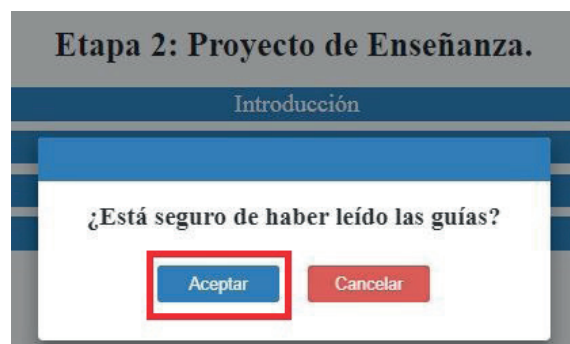 Etapa 2: Proyecto de Enseñanza.
Introducción
¿Está seguro de haber leído las guías?
Aceptar Cancelar